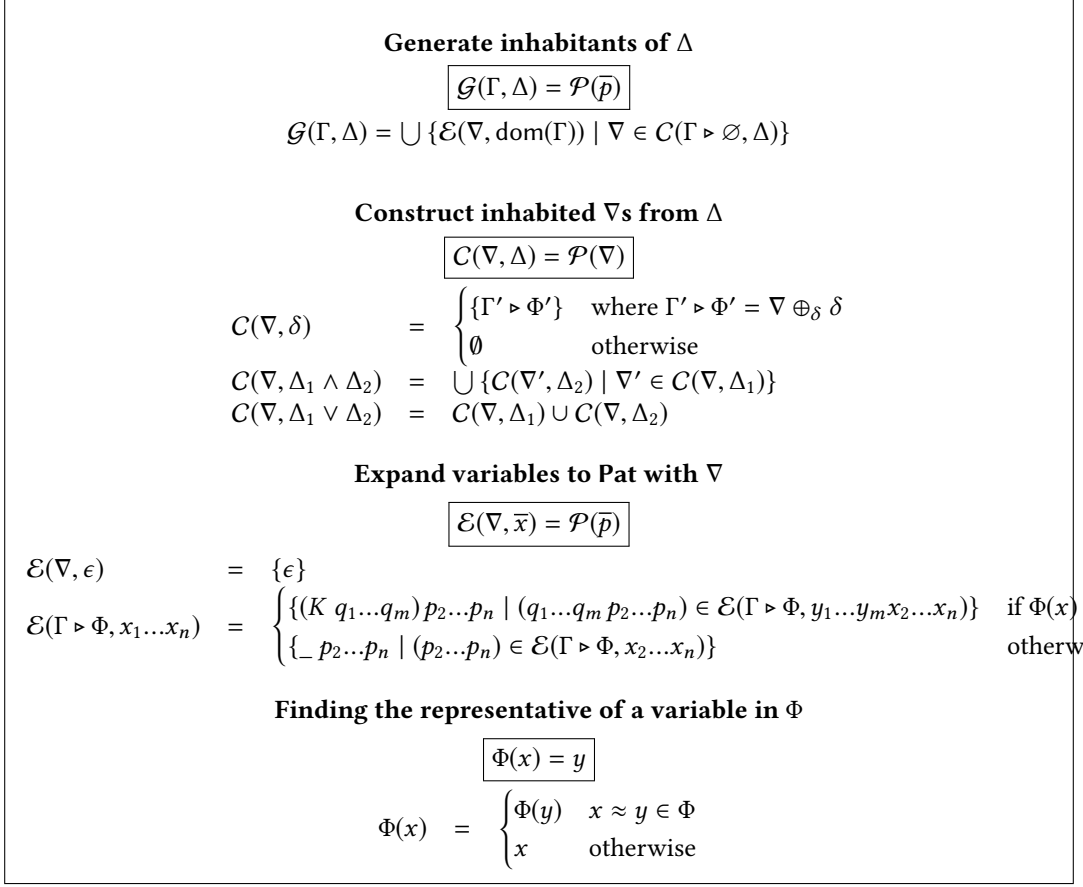 Generate inhabitants of Δ
𝒢(Γ, Δ) = 𝒫(p̅)
𝒢(Γ, Δ) = ⋃ {ℰ(∇, dom(Γ)) | ∇ ∈ 𝒞(Γ ▹ ∅, Δ)}
Construct inhabited ∇s from Δ
𝒞(∇, Δ) = 𝒫(∇)
𝒞(∇, δ) = { {Γ′ ▹ Φ′} where Γ′ ▹ Φ′ = ∇ ⊕δ δ
∅ otherwise
𝒞(∇, Δ₁ ∧ Δ₂) = ⋃ {𝒞(∇′, Δ₂) | ∇′ ∈ 𝒞(∇, Δ₁)}
𝒞(∇, Δ₁ ∨ Δ₂) = 𝒞(∇, Δ₁) ∪ 𝒞(∇, Δ₂)
Expand variables to Pat with ∇
ℰ(∇, x̅) = 𝒫(p̅)
ℰ(∇, ϵ) = {ϵ}
ℰ(Γ ▹ Φ, x₁...xₙ) = { {(K q₁...qₘ) p₂...pₙ | (q₁...qₘ p₂...pₙ) ∈ ℰ(Γ ▹ Φ, y₁...yₘx₂...xₙ)} if Φ(x)
{_ p₂...pₙ | (p₂...pₙ) ∈ ℰ(Γ ▹ Φ, x₂...xₙ)} otherw
Finding the representative of a variable in Φ
Φ(x) = y
Φ(x) = { Φ(y) x ≈ y ∈ Φ
x otherwise